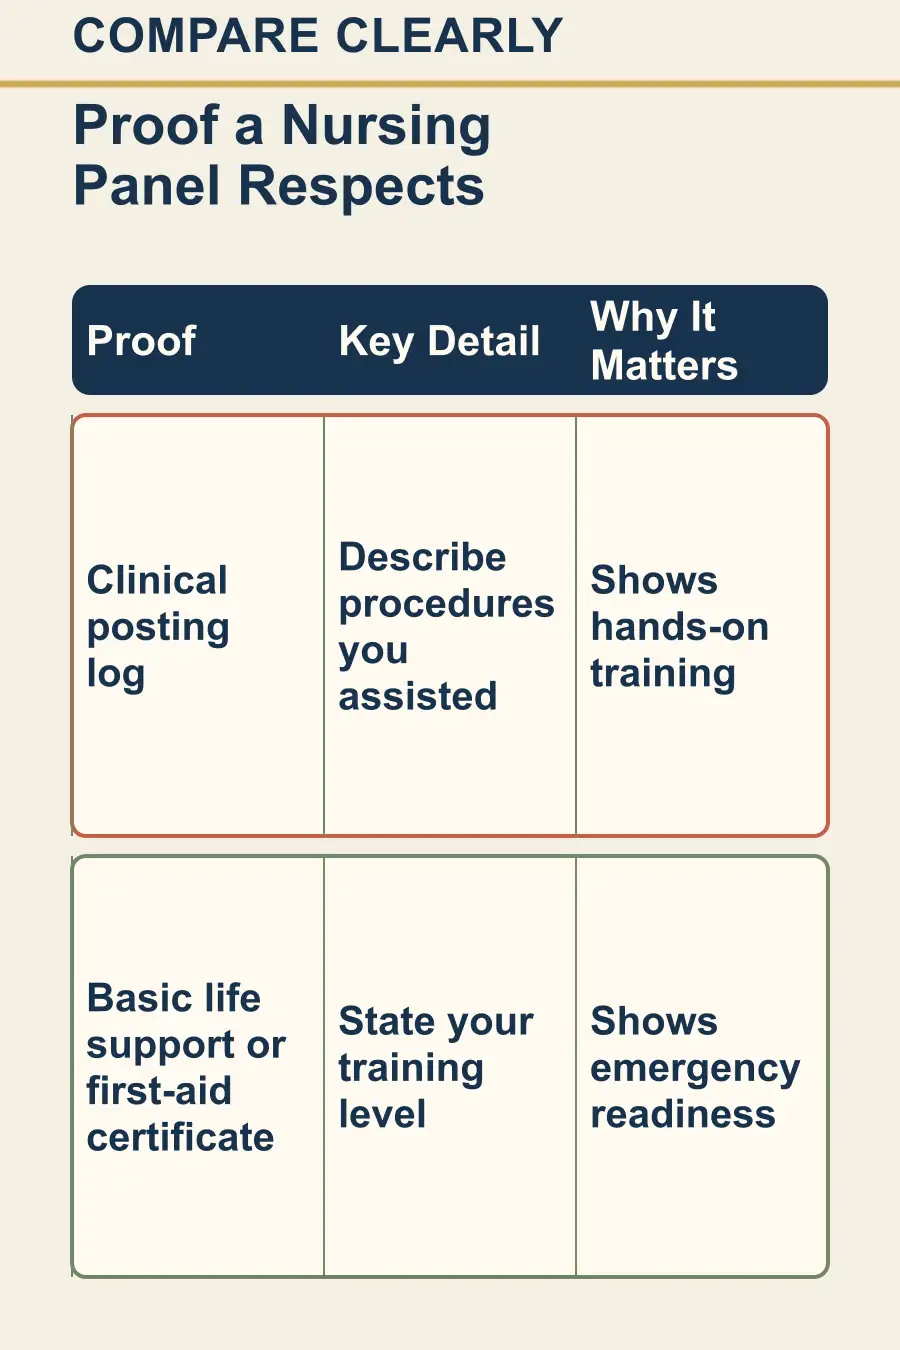 COMPARE CLEARLY
Proof a Nursing
Panel Respects
Proof
Key Detail
Why It
Matters
Clinical
posting
log
Describe
procedures
you
assisted
Shows
hands-on
training
Basic life
support or
first-aid
certificate
State your
training
level
Shows
emergency
readiness